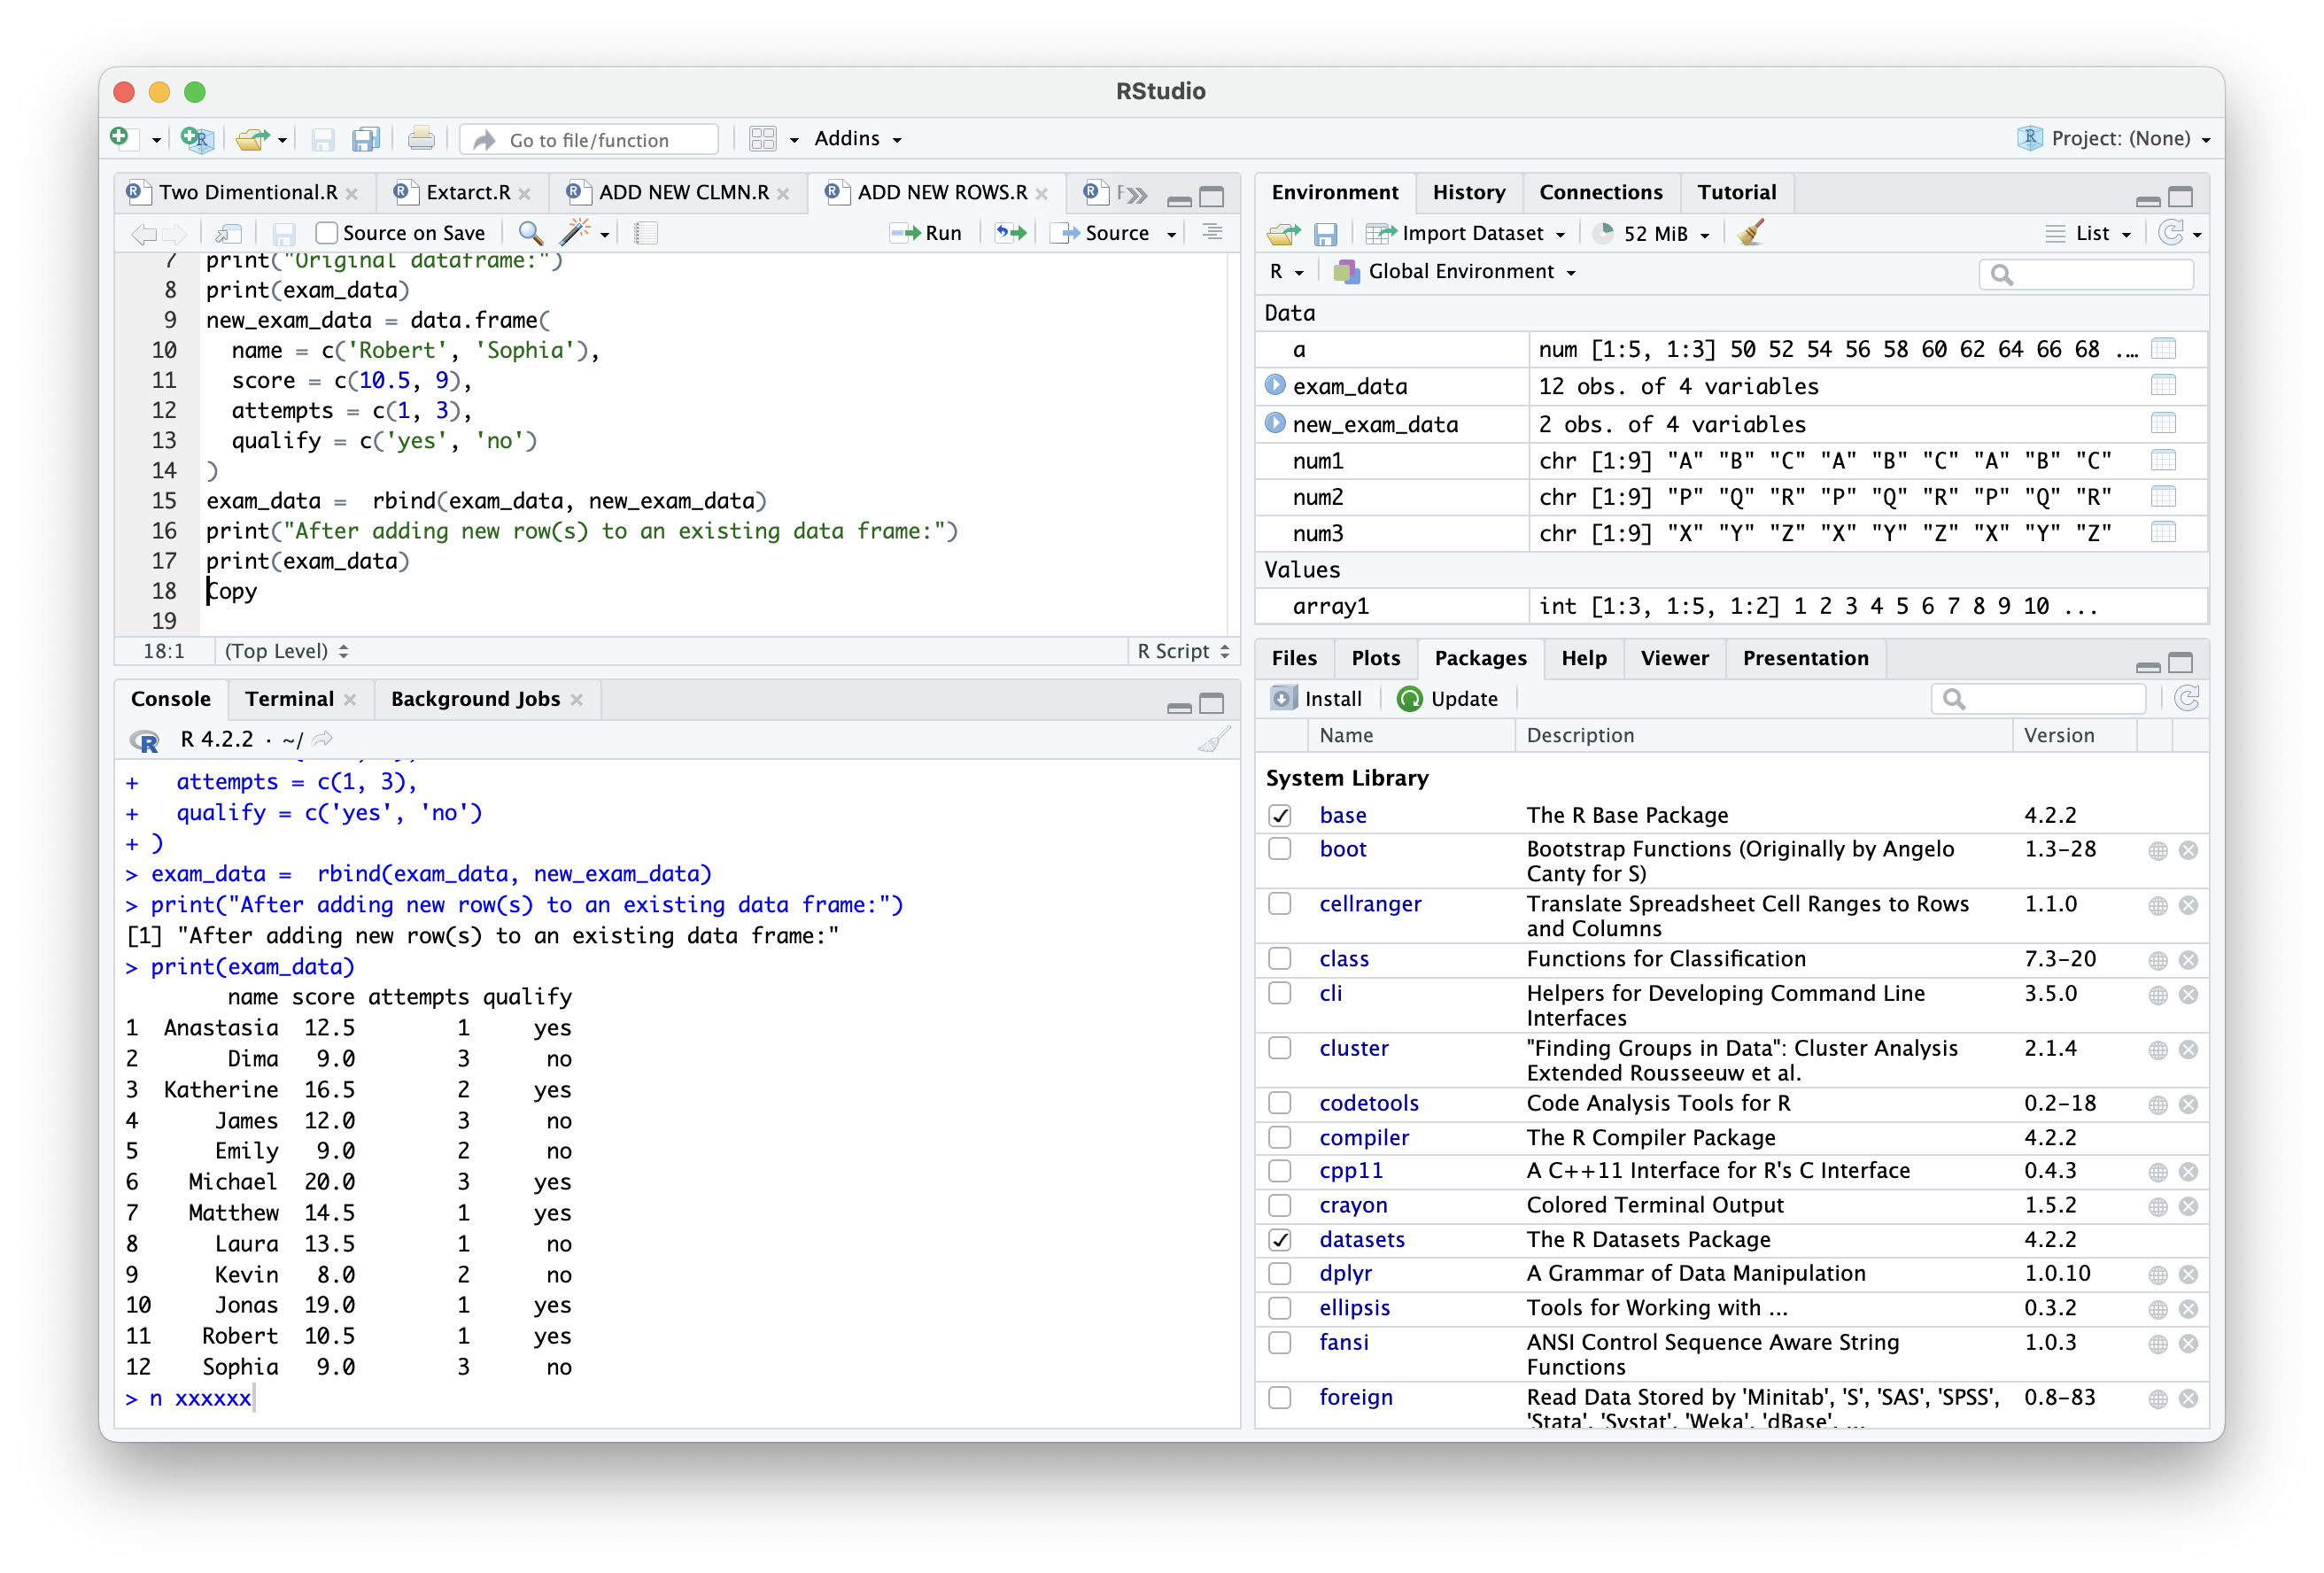 RStudio
Go to file/function
Addins
Project: (None)
Two Dimentional.R
Extarct.R
ADD NEW CLMN.R
ADD NEW ROWS.R
Source on Save
Run
Source
7 print("Original dataframe:")
8 print(exam_data)
9 new_exam_data = data.frame(
10   name = c('Robert', 'Sophia'),
11   score = c(10.5, 9),
12   attempts = c(1, 3),
13   qualify = c('yes', 'no')
14 )
15 exam_data =  rbind(exam_data, new_exam_data)
16 print("After adding new row(s) to an existing data frame:")
17 print(exam_data)
18 Copy
19
18:1 (Top Level) R Script
Console Terminal Background Jobs
R 4.2.2 · ~/
+   attempts = c(1, 3),
+   qualify = c('yes', 'no')
+ )
> exam_data =  rbind(exam_data, new_exam_data)
> print("After adding new row(s) to an existing data frame:")
[1] "After adding new row(s) to an existing data frame:"
> print(exam_data)
name score attempts qualify
1 Anastasia 12.5 1 yes
2 Dima 9.0 3 no
3 Katherine 16.5 2 yes
4 James 12.0 3 no
5 Emily 9.0 2 no
6 Michael 20.0 3 yes
7 Matthew 14.5 1 yes
8 Laura 13.5 1 no
9 Kevin 8.0 2 no
10 Jonas 19.0 1 yes
11 Robert 10.5 1 yes
12 Sophia 9.0 3 no
> n xxxxxx
Environment History Connections Tutorial
Import Dataset 52 MiB List
R Global Environment
Data
a num [1:5, 1:3] 50 52 54 56 58 60 62 64 66 68 ...
exam_data 12 obs. of 4 variables
new_exam_data 2 obs. of 4 variables
num1 chr [1:9] "A" "B" "C" "A" "B" "C" "A" "B" "C"
num2 chr [1:9] "P" "Q" "R" "P" "Q" "R" "P" "Q" "R"
num3 chr [1:9] "X" "Y" "Z" "X" "Y" "Z" "X" "Y" "Z"
Values
array1 int [1:3, 1:5, 1:2] 1 2 3 4 5 6 7 8 9 10 ...
Files Plots Packages Help Viewer Presentation
Install Update
Name Description Version
System Library
base The R Base Package 4.2.2
boot Bootstrap Functions (Originally by Angelo 1.3-28
Canty for S)
cellranger Translate Spreadsheet Cell Ranges to Rows 1.1.0
and Columns
class Functions for Classification 7.3-20
cli Helpers for Developing Command Line 3.5.0
Interfaces
cluster "Finding Groups in Data": Cluster Analysis 2.1.4
Extended Rousseeuw et al.
codetools Code Analysis Tools for R 0.2-18
compiler The R Compiler Package 4.2.2
cpp11 A C++11 Interface for R's C Interface 0.4.3
crayon Colored Terminal Output 1.5.2
datasets The R Datasets Package 4.2.2
dplyr A Grammar of Data Manipulation 1.0.10
ellipsis Tools for Working with ... 0.3.2
fansi ANSI Control Sequence Aware String 1.0.3
Functions
foreign Read Data Stored by 'Minitab', 'S', 'SAS', 'SPSS', 0.8-83
'Stata', 'Systat', 'Weka', 'dBase', ...